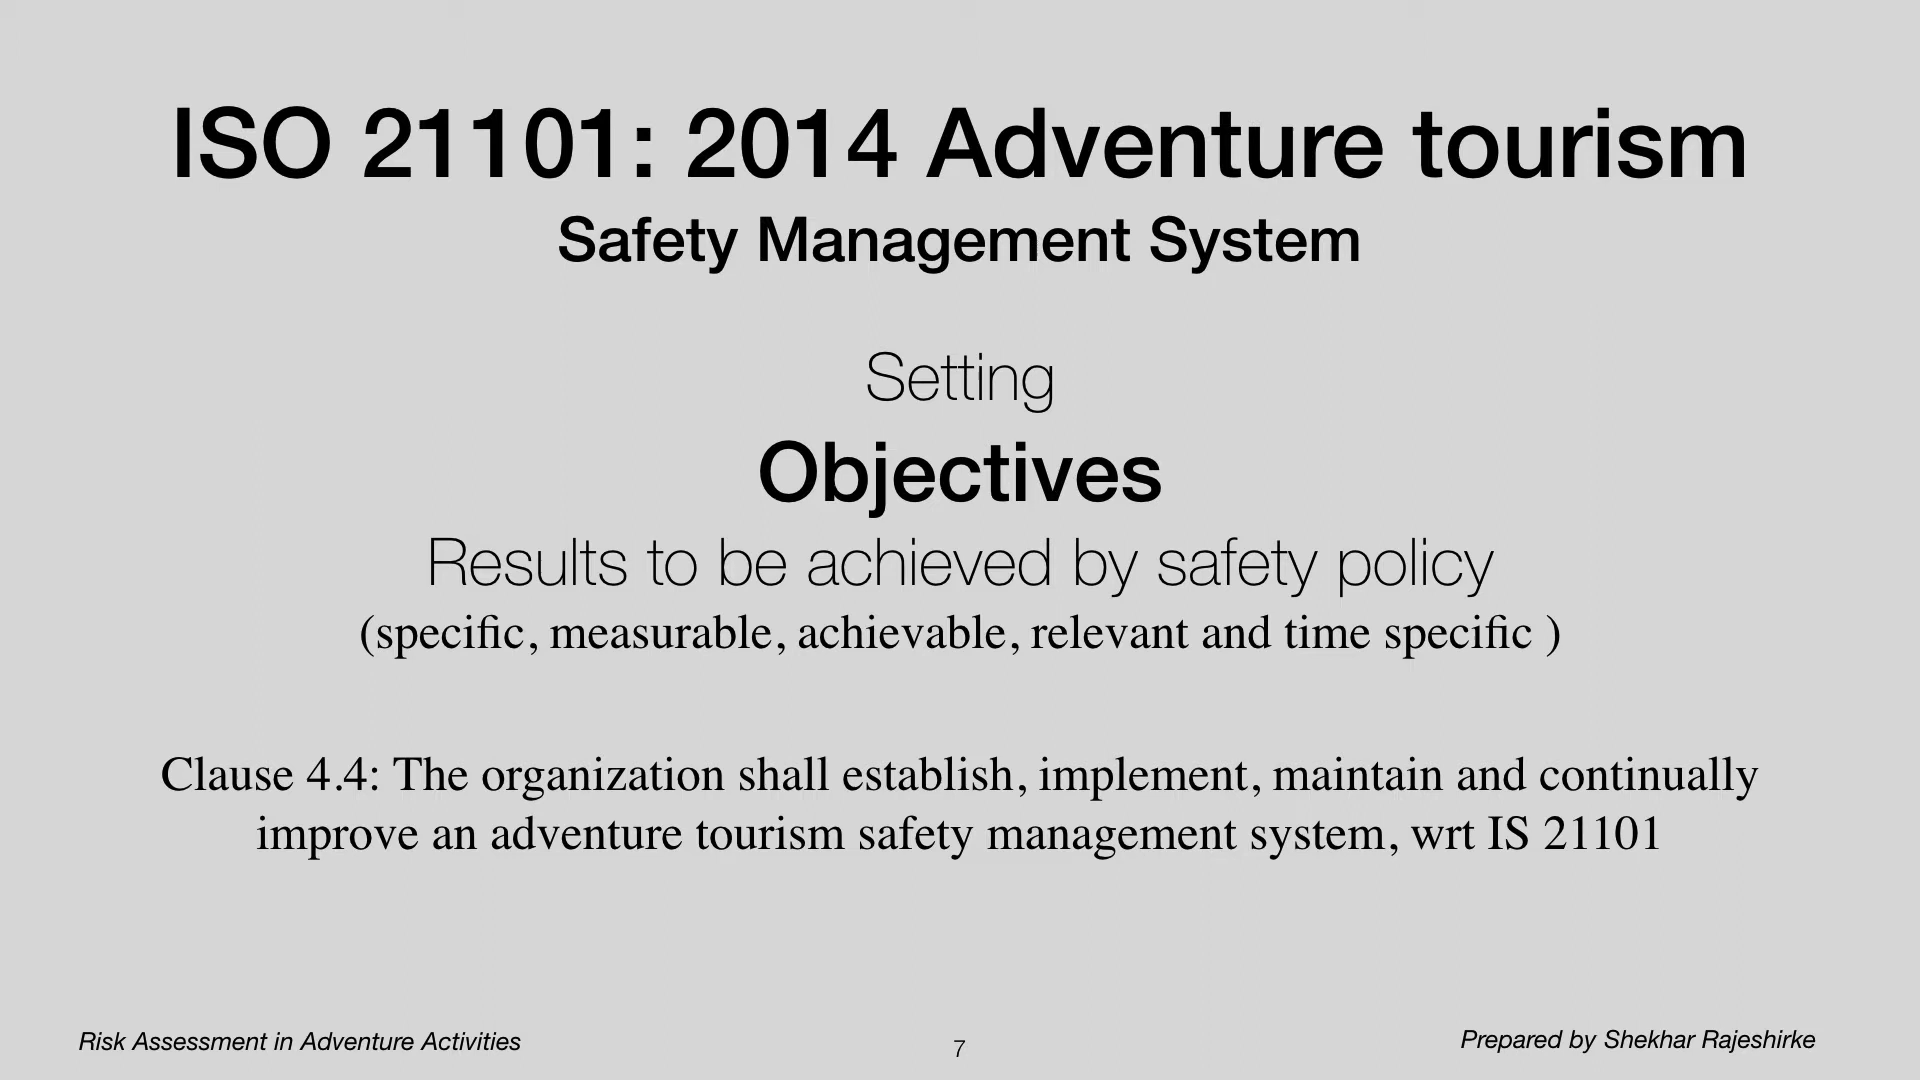 ISO 21101: 2014 Adventure tourism
Safety Management System
Setting
Objectives
Results to be achieved by safety policy
(specific, measurable, achievable, relevant and time specific )
Clause 4.4: The organization shall establish, implement, maintain and continually
improve an adventure tourism safety management system, wrt IS 21101
Risk Assessment in Adventure Activities
7
Prepared by Shekhar Rajeshirke